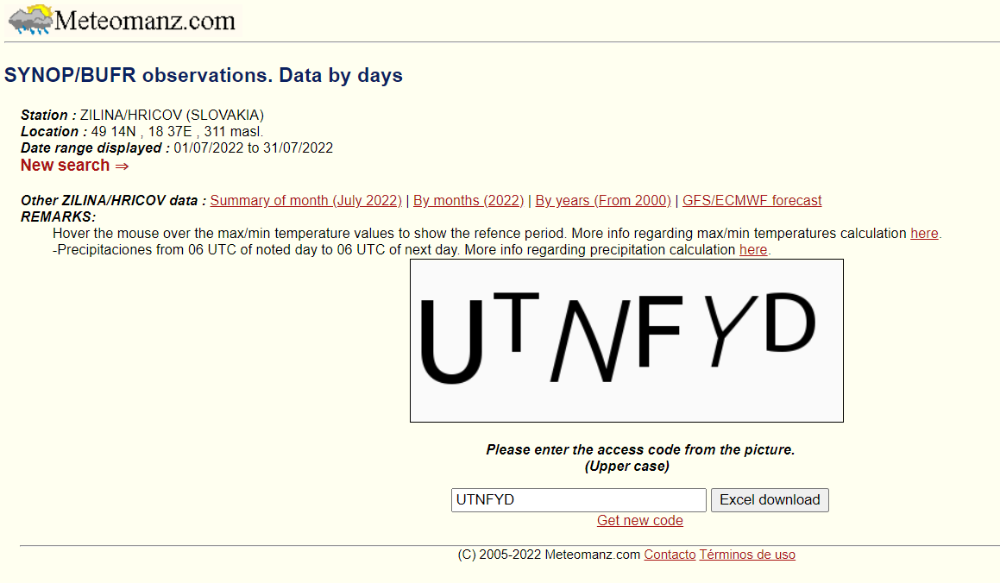 Meteomanz.com
SYNOP/BUFR observations. Data by days
Station : ZILINA/HRICOV (SLOVAKIA)
Location : 49 14N , 18 37E , 311 masl.
Date range displayed : 01/07/2022 to 31/07/2022
New search ⇒
Other ZILINA/HRICOV data : Summary of month (July 2022) | By months (2022) | By years (From 2000) | GFS/ECMWF forecast
REMARKS:
Hover the mouse over the max/min temperature values to show the refence period. More info regarding max/min temperatures calculation here.
-Precipitaciones from 06 UTC of noted day to 06 UTC of next day. More info regarding precipitation calculation here.
UTNFYD
Please enter the access code from the picture.
(Upper case)
UTNFYD Excel download
Get new code
(C) 2005-2022 Meteomanz.com Contacto Términos de uso